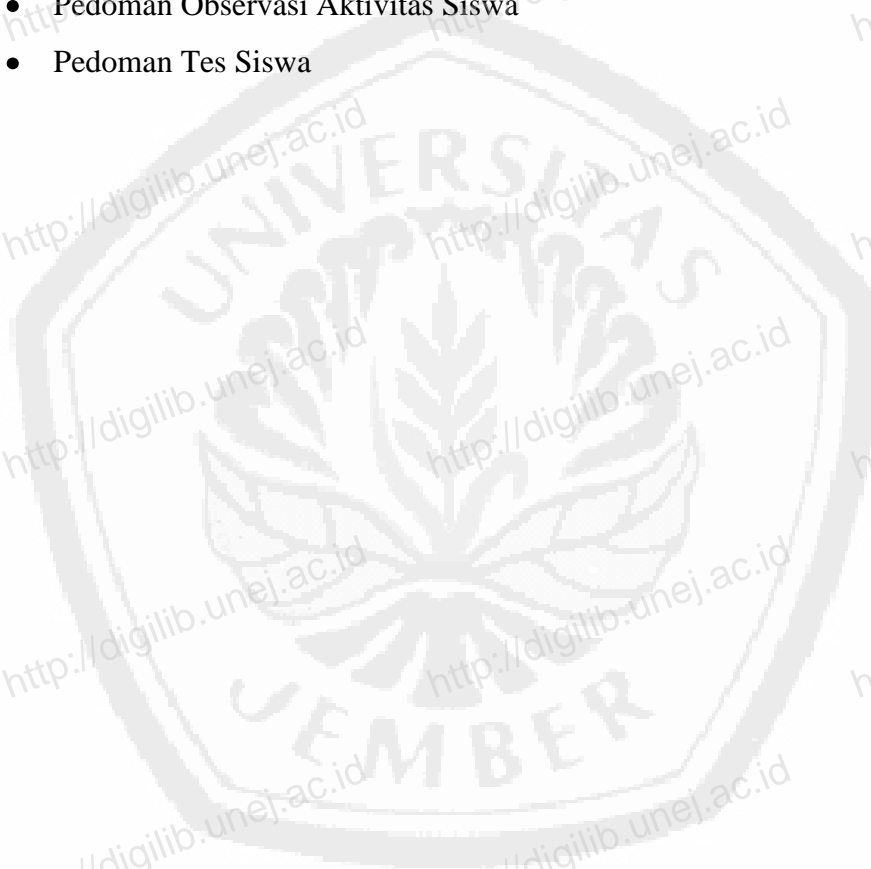 • Pedoman Observasi Aktivitas Siswa
• Pedoman Tes Siswa
UNIVERSITAS
http://digilib.unej.ac.id
http://digilib.unej.ac.id
http://digilib.unej.ac.id
http://digilib.unej.ac.id
http://digilib.unej.ac.id
http://digilib.unej.ac.id
JEMBER
//digilib.unej.ac.id
//digilib.unej.ac.id